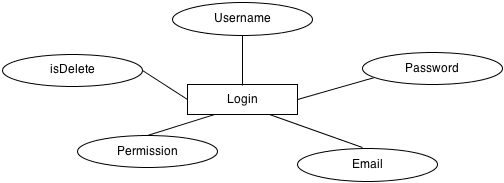 Username
isDelete
Password
Login
Permission
Email